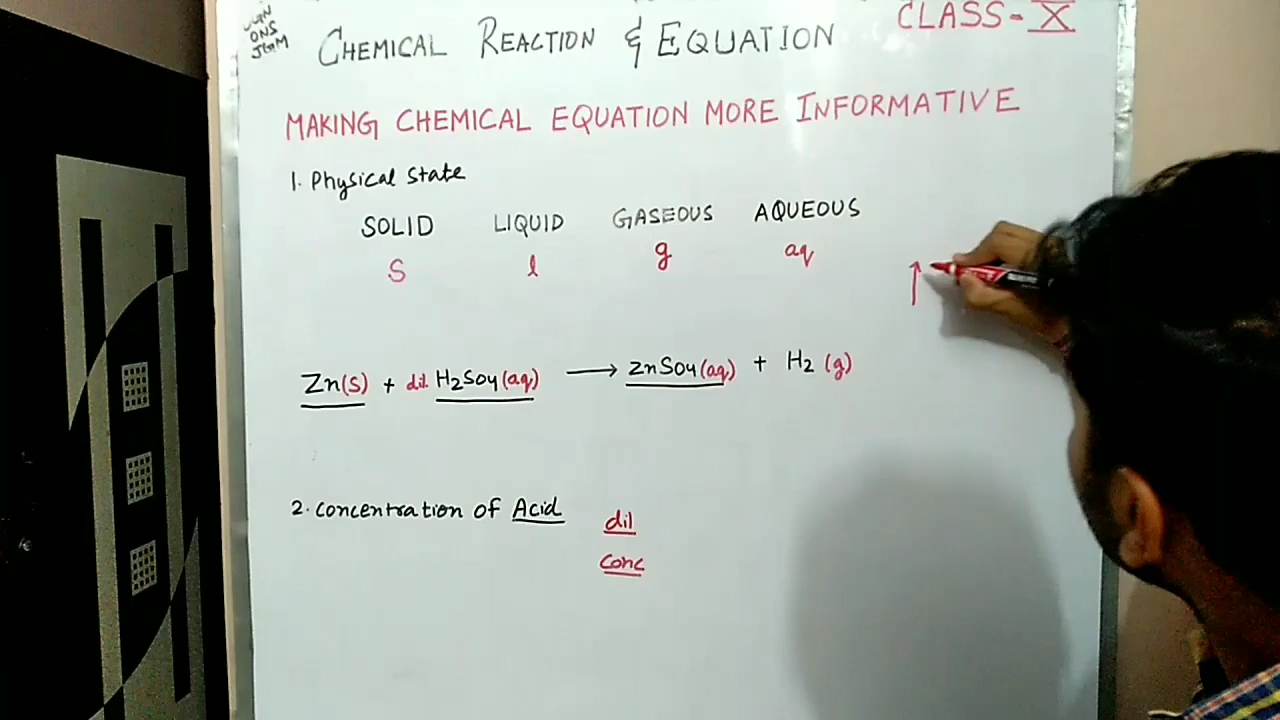 CLASS-X
CHEMICAL REACTION & EQUATION
MAKING CHEMICAL EQUATION MORE INFORMATIVE
1. Physical state
SOLID LIQUID GASEOUS AQUEOUS
S l g aq ↑
Zn(s) + dil. H2SO4(aq) ⟶ ZnSO4(aq) + H2 (g)
2. Concentration of Acid dil
Conc